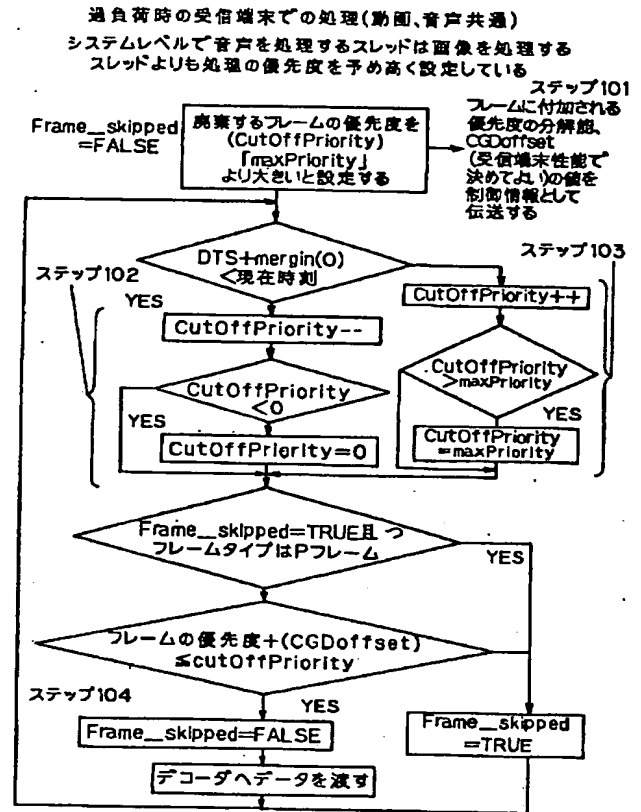 過負荷時の受信端末での処理(動画、音声共通)
システムレベルで音声を処理するスレッドは画像を処理する
スレッドよりも処理の優先度を予め高く設定している
ステップ101
Frame__skipped
=FALSE
廃棄するフレームの優先度を
(CutOffPriority)
「maxPriority」
より大きいと設定する
フレームに付加される
優先度の分解能、
CGDoffset
(受信端末性能で
決めてよい)の値を
制御情報として
伝送する
DTS+mergin(0)
<現在時刻
ステップ103
ステップ102
YES
CutOffPriority--
CutOffPriority++
CutOffPriority
<0
CutOffPriority
>maxPriority
YES
YES
CutOffPriority=0
CutOffPriority
=maxPriority
Frame__skipped=TRUE且つ
フレームタイプはPフレーム
YES
フレームの優先度+(CGDoffset)
≦cutOffPriority
ステップ104
YES
Frame__skipped=FALSE
Frame__skipped
=TRUE
デコーダへデータを渡す